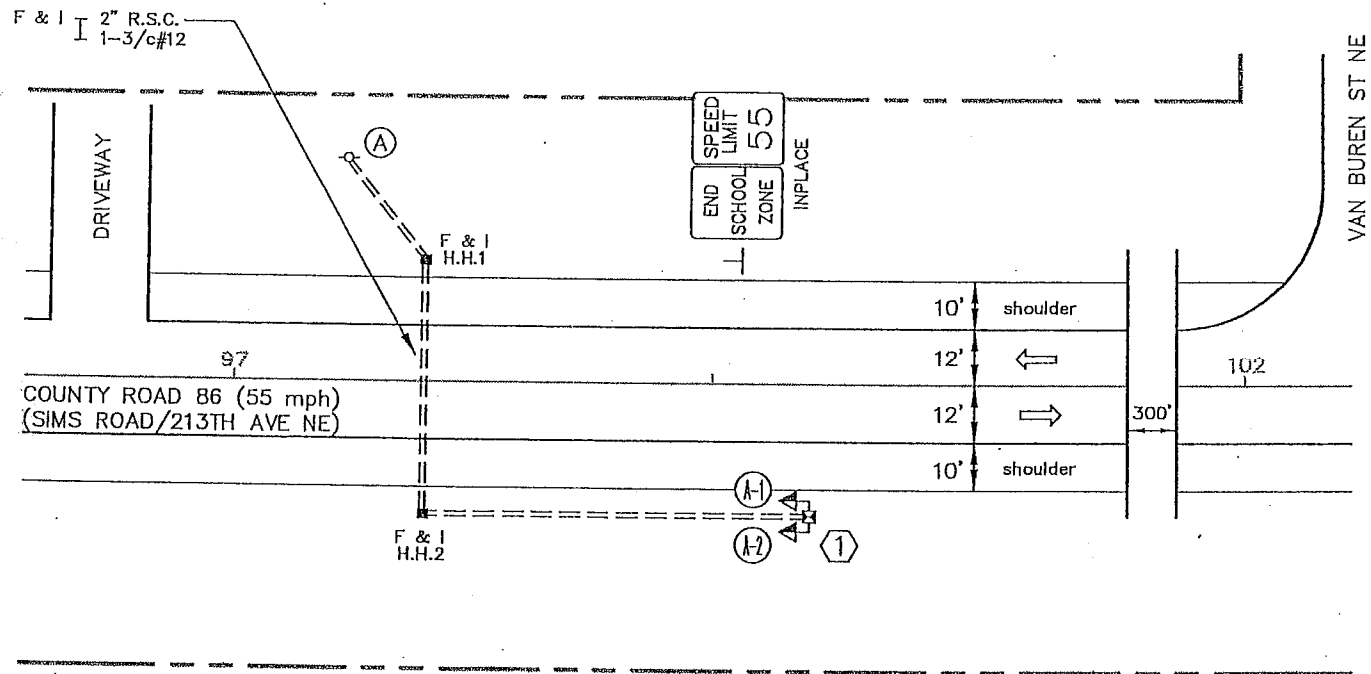 F & I 2" R.S.C.
1-3/c#12
VAN BUREN ST NE
DRIVEWAY
A
SPEED
LIMIT
55
END
SCHOOL
ZONE
INPLACE
F & I
H.H.1
10' shoulder
97
12'
102
COUNTY ROAD 86 (55 mph)
(SIMS ROAD/213TH AVE NE)
12'
300'
10' shoulder
A-1
F & I
H.H.2
A-2
1